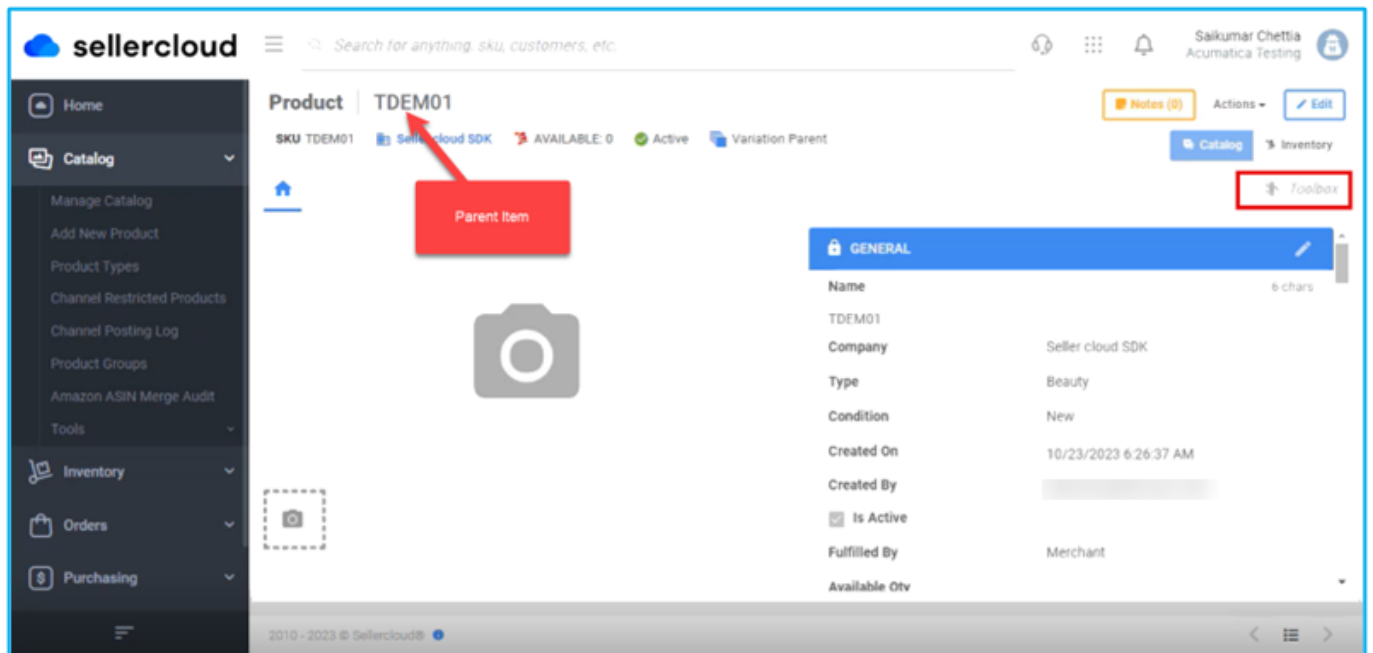 sellercloud
Search for anything. sku, customers, etc.
Saikumar Chettia
Acumatica Testing
Home
Catalog
Manage Catalog
Add New Product
Product Types
Channel Restricted Products
Channel Posting Log
Product Groups
Amazon ASIN Merge Audit
Tools
Inventory
Orders
Purchasing
Product TDEM01
Notes (0) Actions Edit
SKU TDEM01 Sellercloud SDK AVAILABLE: 0 Active Variation Parent
Catalog Inventory
Toolbox
Parent Item
GENERAL
Name 6 chars
TDEM01
Company Seller cloud SDK
Type Beauty
Condition New
Created On 10/23/2023 6:26:37 AM
Created By
Is Active
Fulfilled By Merchant
Available Qty
2010 - 2023 © Sellercloud®